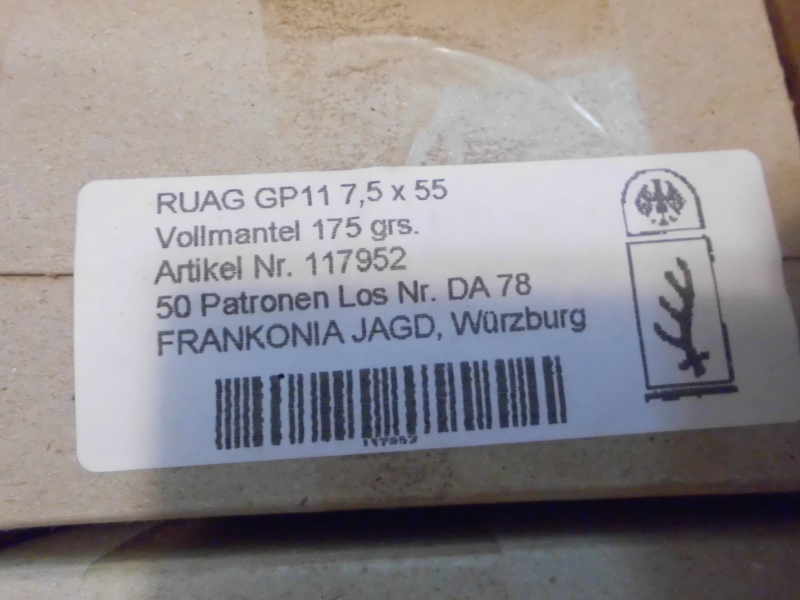 RUAG GP11 7,5 x 55
Vollmantel 175 grs.
Artikel Nr. 117952
50 Patronen Los Nr. DA 78
FRANKONIA JAGD, Würzburg
117952